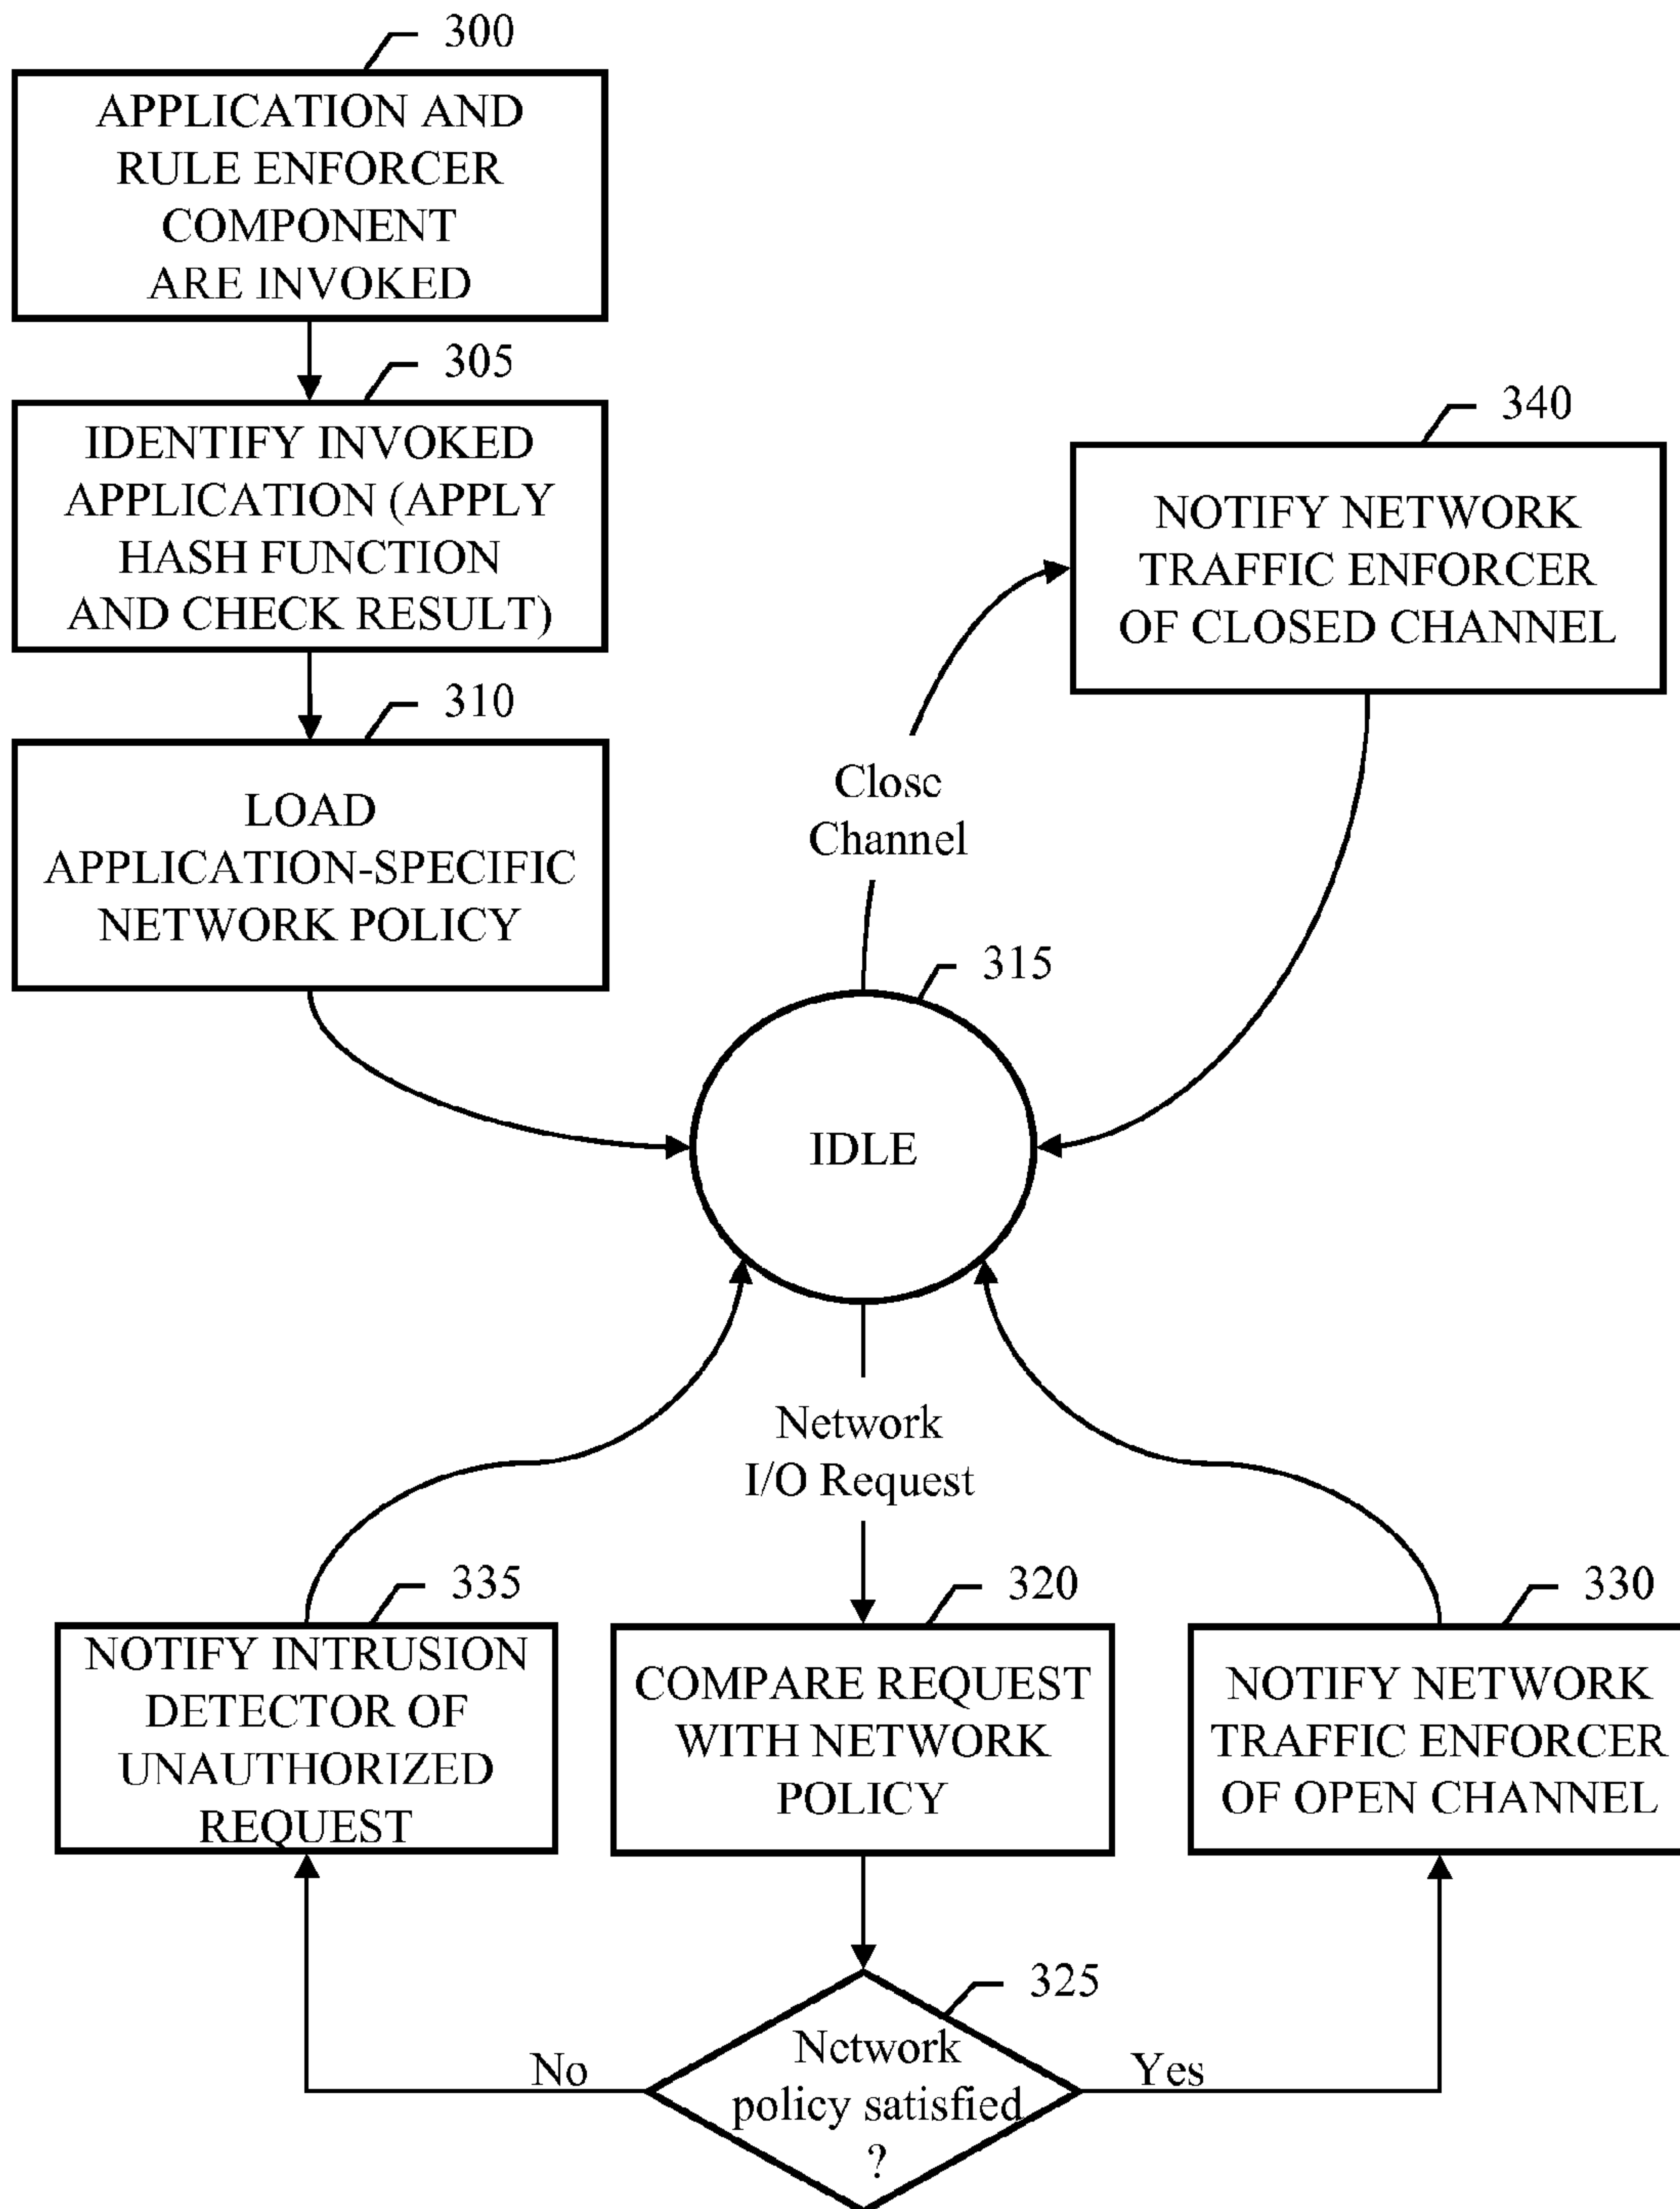 300
APPLICATION AND
RULE ENFORCER
COMPONENT
ARE INVOKED
305
IDENTIFY INVOKED
APPLICATION (APPLY
HASH FUNCTION
AND CHECK RESULT)
310
LOAD
APPLICATION-SPECIFIC
NETWORK POLICY
340
NOTIFY NETWORK
TRAFFIC ENFORCER
OF CLOSED CHANNEL
Close
Channel
315
IDLE
Network
I/O Request
335
NOTIFY INTRUSION
DETECTOR OF
UNAUTHORIZED
REQUEST
320
COMPARE REQUEST
WITH NETWORK
POLICY
330
NOTIFY NETWORK
TRAFFIC ENFORCER
OF OPEN CHANNEL
325
Network
policy satisfied
?
No
Yes